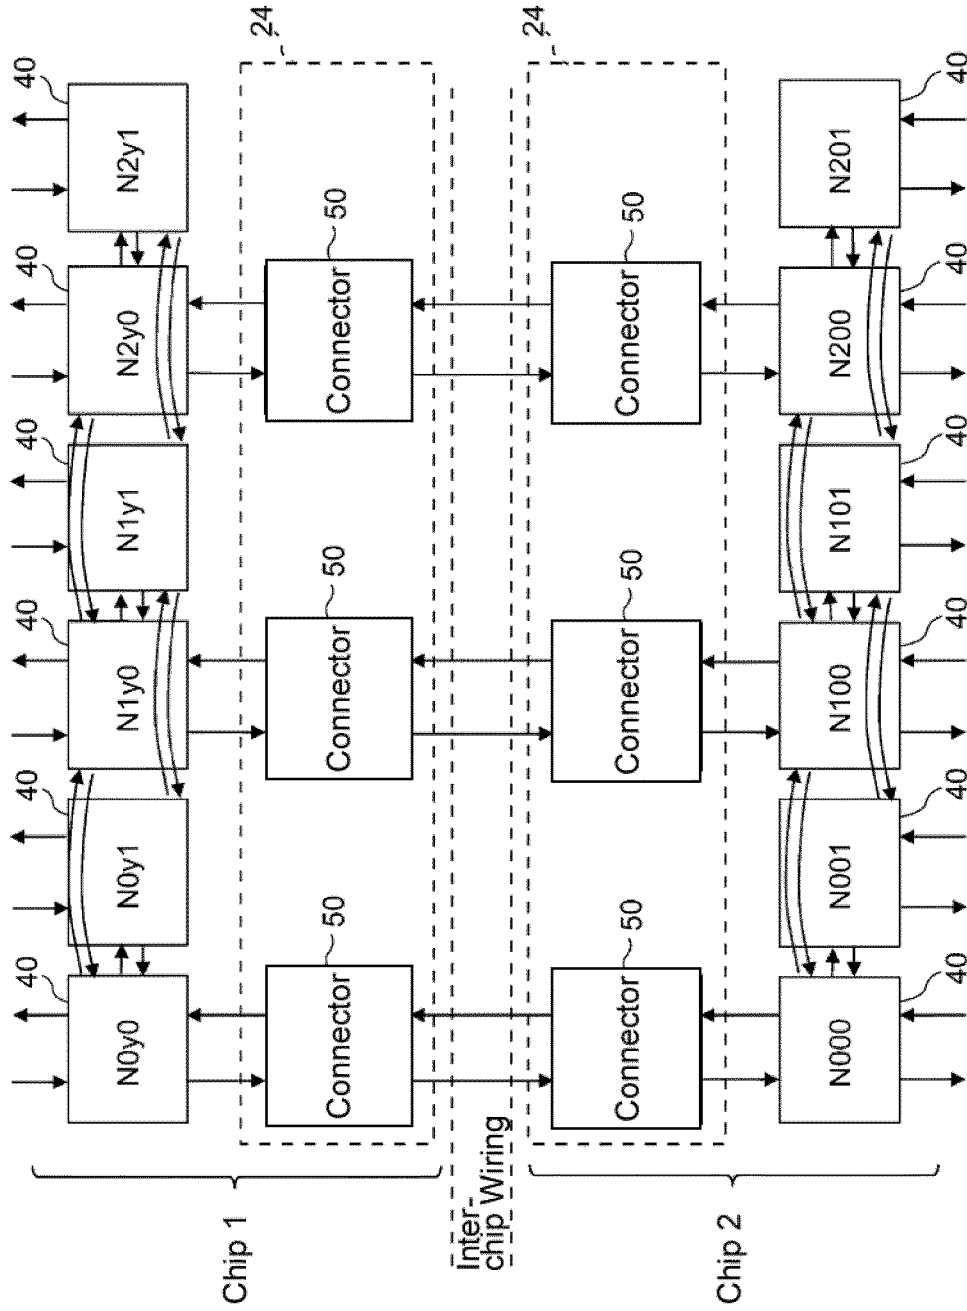 40 40 40 40 40 40
N0y0 N0y1 N1y0 N1y1 N2y0 N2y1
Chip 1
24
50 50 50
Connector Connector Connector
Inter-
chip Wiring
24
50 50 50
Connector Connector Connector
Chip 2
N000 N001 N100 N101 N200 N201
40 40 40 40 40 40